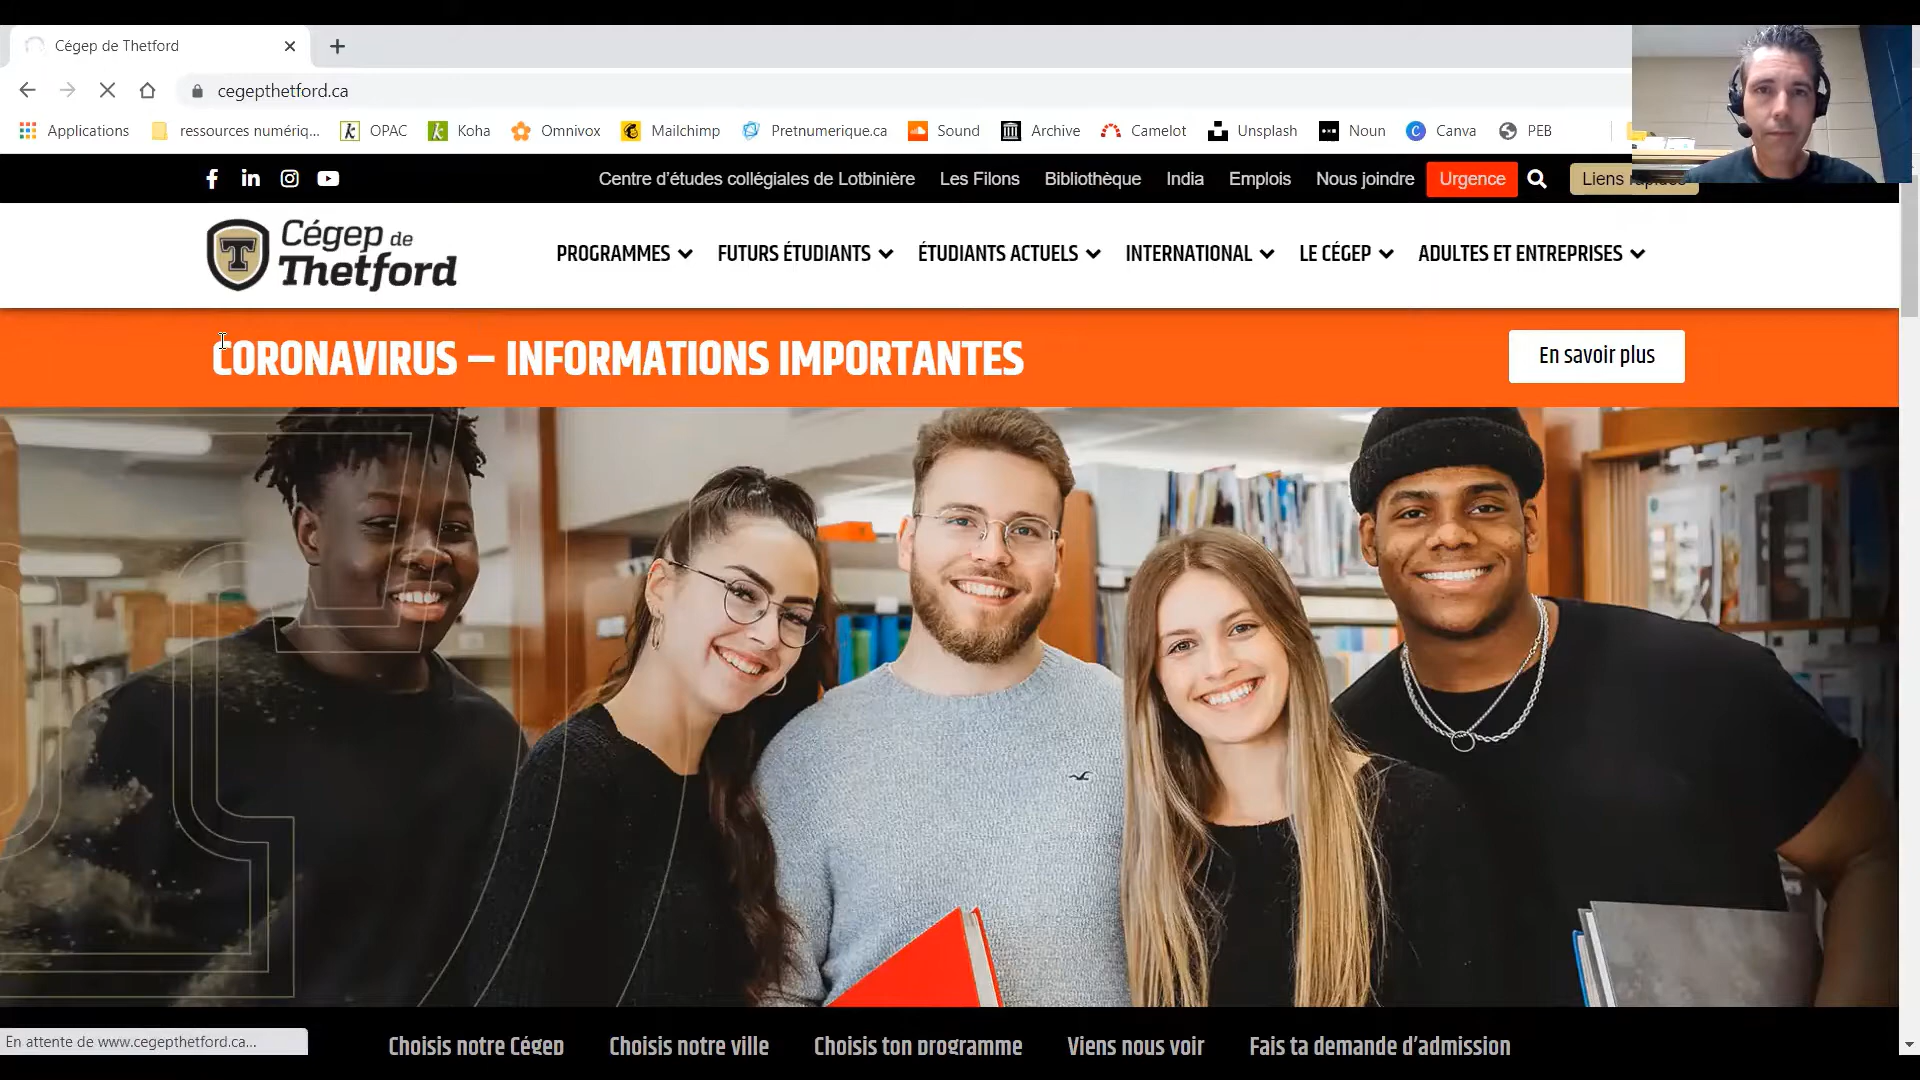 Cégep de Thetford
cegepthetford.ca
Applications ressources numériq... OPAC Koha Omnivox Mailchimp Pretnumerique.ca Sound Archive Camelot Unsplash Noun Canva PEB
Centre d'études collégiales de Lotbinière Les Filons Bibliothèque India Emplois Nous joindre Urgence Liens rapides
Cégep de
Thetford
PROGRAMMES FUTURS ÉTUDIANTS ÉTUDIANTS ACTUELS INTERNATIONAL LE CÉGEP ADULTES ET ENTREPRISES
CORONAVIRUS – INFORMATIONS IMPORTANTES
En savoir plus
En attente de www.cegepthetford.ca...
Choisis notre Cégep Choisis notre ville Choisis ton programme Viens nous voir Fais ta demande d'admission